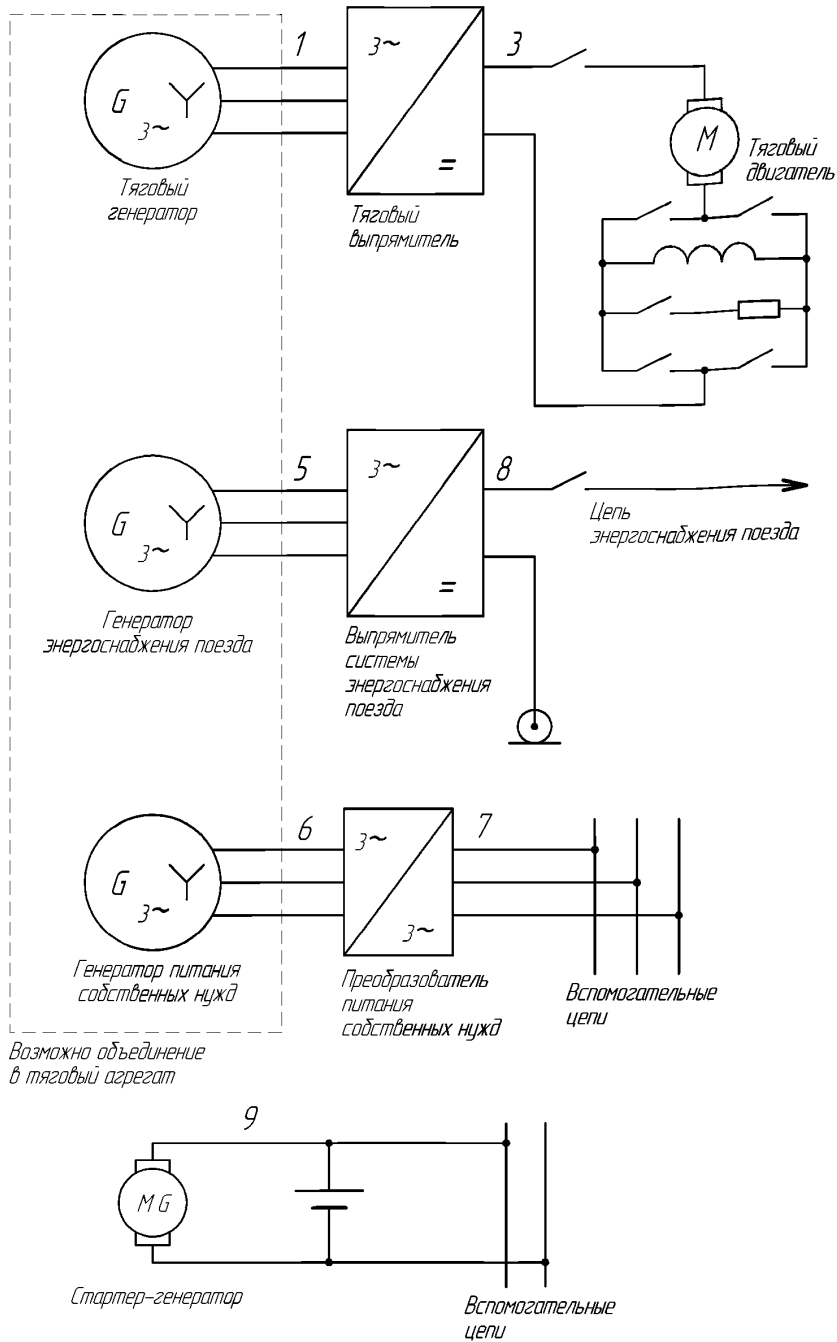 1
3
3~
G
3~
=
M
Тяговый
двигатель
Тяговый
генератор
Тяговый
выпрямитель
5
8
3~
G
3~
=
Цепь
энергоснабжения поезда
Генератор
энергоснабжения поезда
Выпрямитель
системы
энергоснабжения
поезда
6
7
3~
G
3~
3~
Генератор питания
собственных нужд
Преобразователь
питания
собственных нужд
Вспомогательные
цепи
Возможно объединение
в тяговый агрегат
9
M G
Стартер-генератор
Вспомогательные
цепи